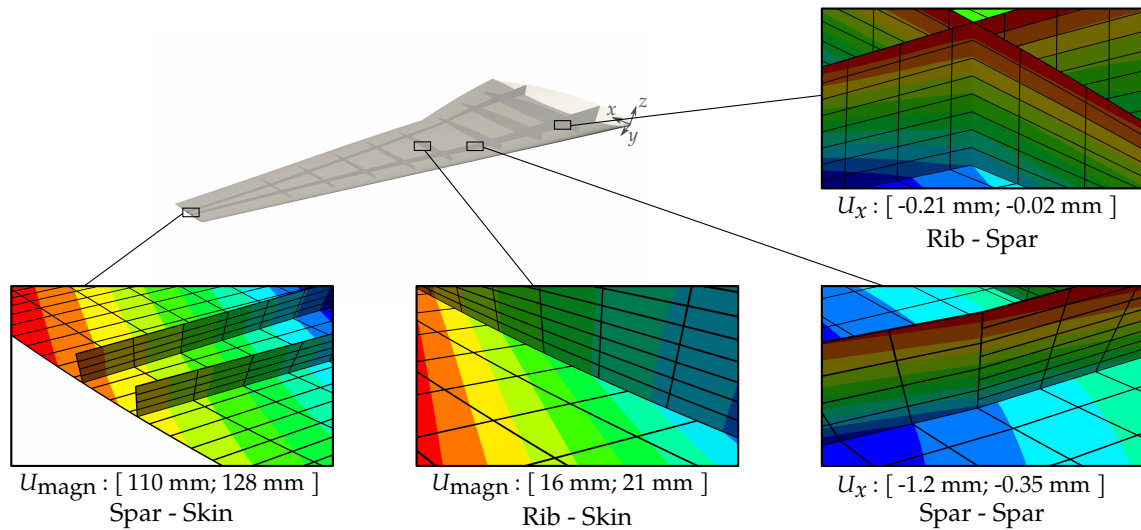 x
z
y
U_x : [ -0.21 mm; -0.02 mm ]
Rib - Spar
U_magn : [ 110 mm; 128 mm ]
Spar - Skin
U_magn : [ 16 mm; 21 mm ]
Rib - Skin
U_x : [ -1.2 mm; -0.35 mm ]
Spar - Spar